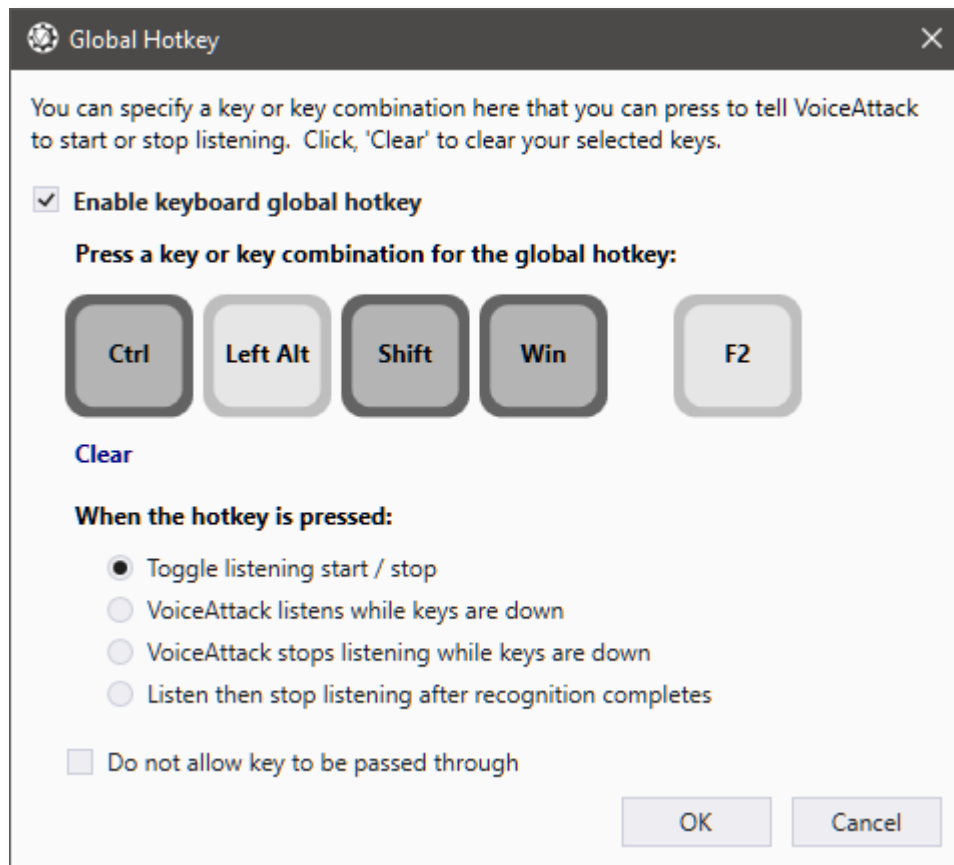 Global Hotkey
You can specify a key or key combination here that you can press to tell VoiceAttack
to start or stop listening.  Click, 'Clear' to clear your selected keys.
Enable keyboard global hotkey
Press a key or key combination for the global hotkey:
Ctrl Left Alt Shift Win F2
Clear
When the hotkey is pressed:
Toggle listening start / stop
VoiceAttack listens while keys are down
VoiceAttack stops listening while keys are down
Listen then stop listening after recognition completes
Do not allow key to be passed through
OK Cancel